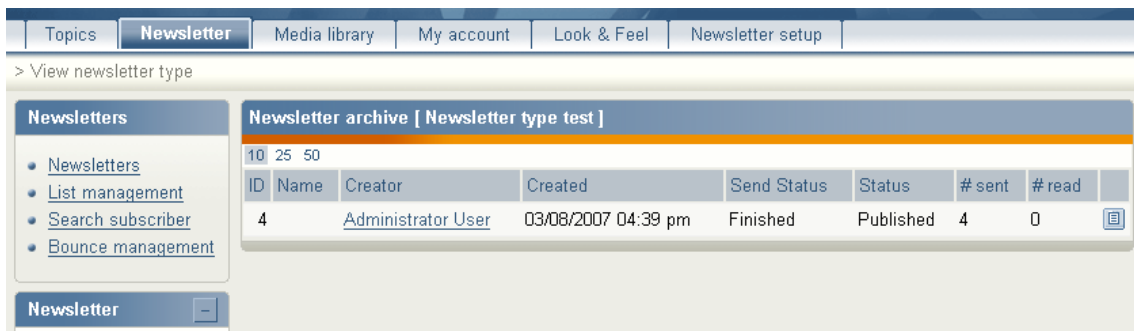 Topics Newsletter Media library My account Look & Feel Newsletter setup
> View newsletter type
Newsletters
Newsletters
List management
Search subscriber
Bounce management
Newsletter
Newsletter archive [ Newsletter type test ]
10 25 50
ID Name Creator Created Send Status Status # sent # read
4 Administrator User 03/08/2007 04:39 pm Finished Published 4 0